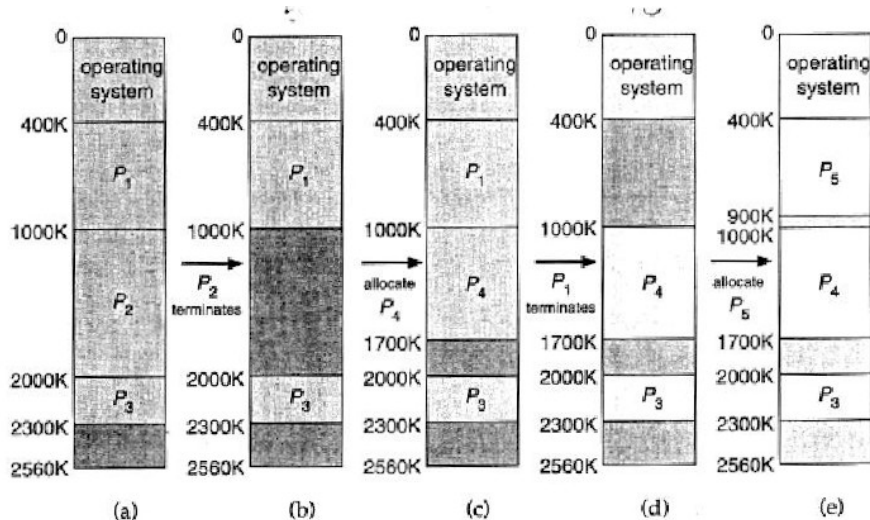 0 0 0 0 0
operating operating operating operating operating
system system system system system
400K 400K 400K 400K 400K
P1 P1 P1 P5
900K
1000K 1000K 1000K 1000K 1000K
P2 P2 P4 P4 P1 P4 P5 P4
terminates allocate terminates allocate
1700K 1700K 1700K
2000K 2000K 2000K 2000K 2000K
P3 P3 P3 P3 P3
2300K 2300K 2300K 2300K 2300K
2560K 2560K 2560K 2560K 2560K
(a) (b) (c) (d) (e)